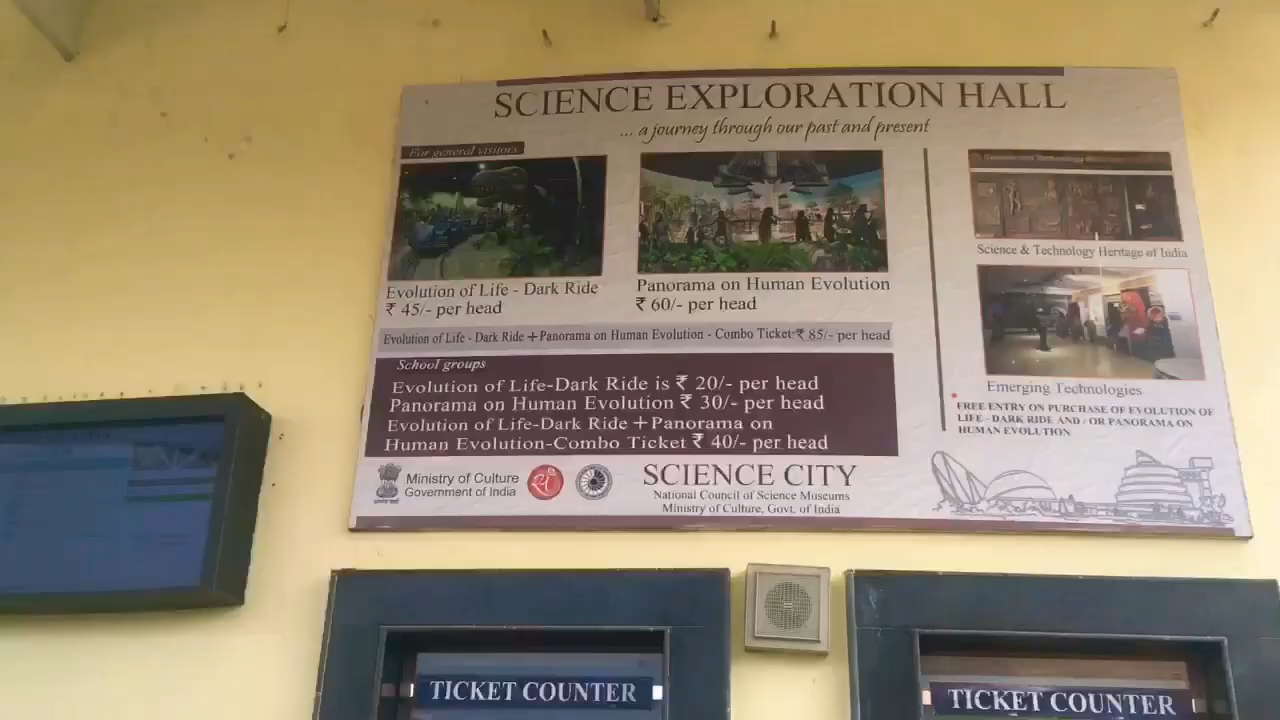 SCIENCE EXPLORATION HALL
... a journey through our past and present
For general visitors
Evolution of Life - Dark Ride
₹ 45/- per head
Panorama on Human Evolution
₹ 60/- per head
Evolution of Life - Dark Ride + Panorama on Human Evolution - Combo Ticket-₹ 85/- per head
School groups
Evolution of Life-Dark Ride is ₹ 20/- per head
Panorama on Human Evolution ₹ 30/- per head
Evolution of Life-Dark Ride + Panorama on
Human Evolution-Combo Ticket ₹ 40/- per head
Science & Technology Heritage of India
Emerging Technologies
FREE ENTRY ON PURCHASE OF EVOLUTION OF
LIFE - DARK RIDE AND / OR PANORAMA ON
HUMAN EVOLUTION
Ministry of Culture
Government of India
SCIENCE CITY
National Council of Science Museums
Ministry of Culture, Govt. of India
TICKET COUNTER
TICKET COUNTER